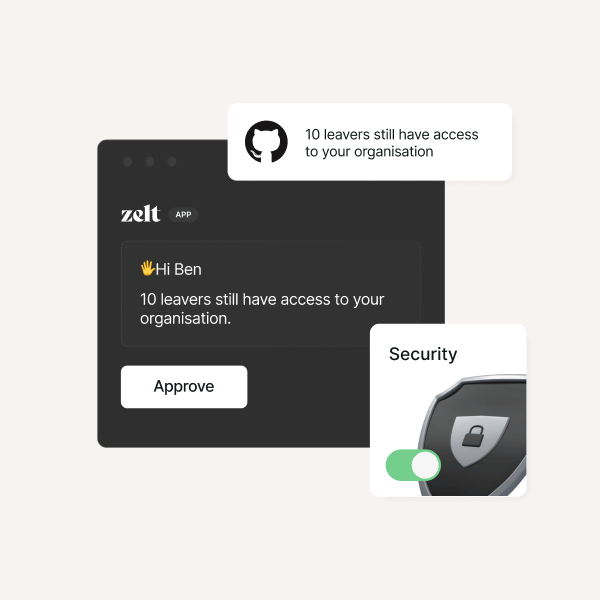 10 leavers still have access
to your organisation
zelt APP
👋Hi Ben
10 leavers still have access to your
organisation.
Approve
Security